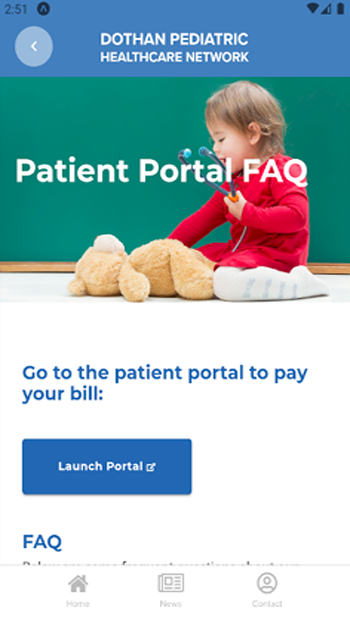 2:51
DOTHAN PEDIATRIC
HEALTHCARE NETWORK
Patient Portal FAQ
Go to the patient portal to pay
your bill:
Launch Portal
FAQ
Home
News
Contact